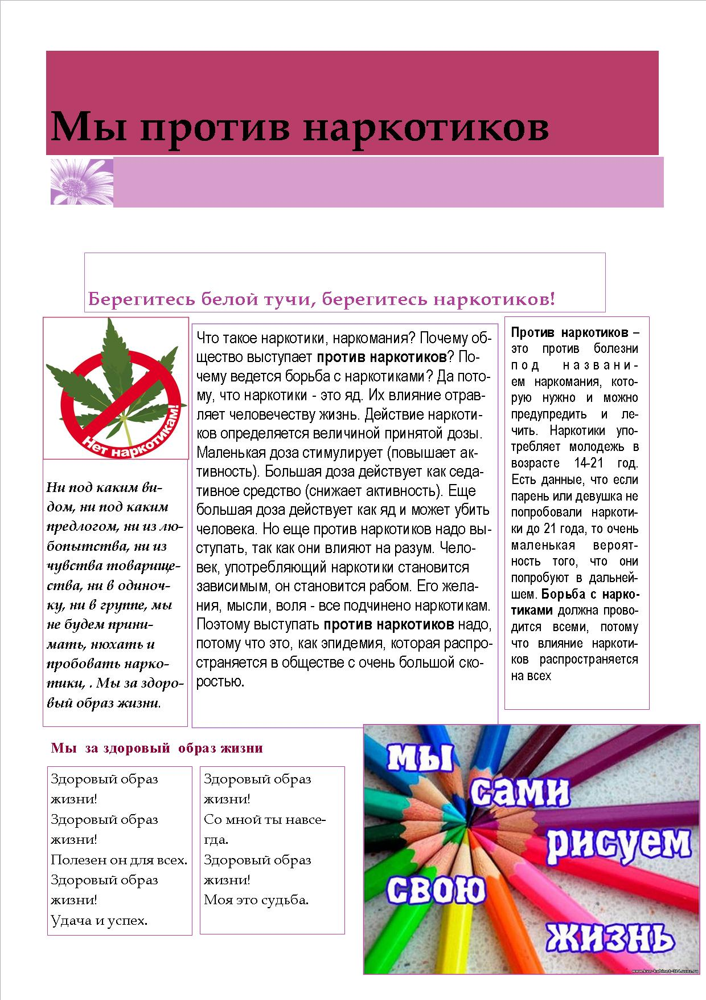 Мы против наркотиков
Берегитесь белой тучи, берегитесь наркотиков!
Нет наркотикам!
Ни под каким ви-
дом, ни под каким
предлогом, ни из лю-
бопытства, ни из
чувства товарище-
ства, ни в одиноч-
ку, ни в группе, мы
не будем прини-
мать, нюхать и
пробовать нарко-
тики, . Мы за здоро-
вый образ жизни.
Что такое наркотики, наркомания? Почему об-
щество выступает против наркотиков? По-
чему ведется борьба с наркотиками? Да пото-
му, что наркотики - это яд. Их влияние отрав-
ляет человечеству жизнь. Действие наркоти-
ков определяется величиной принятой дозы.
Маленькая доза стимулирует (повышает ак-
тивность). Большая доза действует как седа-
тивное средство (снижает активность). Еще
большая доза действует как яд и может убить
человека. Но еще против наркотиков надо вы-
ступать, так как они влияют на разум. Чело-
век, употребляющий наркотики становится
зависимым, он становится рабом. Его жела-
ния, мысли, воля - все подчинено наркотикам.
Поэтому выступать против наркотиков надо,
потому что это, как эпидемия, которая распро-
страняется в обществе с очень большой ско-
ростью.
Против наркотиков –
это против болезни
под названи-
ем наркомания, кото-
рую нужно и можно
предупредить и ле-
чить. Наркотики упо-
требляет молодежь в
возрасте 14-21 год.
Есть данные, что если
парень или девушка не
попробовали наркоти-
ки до 21 года, то очень
маленькая вероят-
ность того, что они
попробуют в дальней-
шем. Борьба с нарко-
тиками должна прово-
дится всеми, потому
что влияние наркоти-
ков распространяется
на всех
Мы за здоровый образ жизни
Здоровый образ
жизни!
Здоровый образ
жизни!
Полезен он для всех.
Здоровый образ
жизни!
Удача и успех.
Здоровый образ
жизни!
Со мной ты навсе-
гда.
Здоровый образ
жизни!
Моя это судьба.
мы
сами
рисуем
свою
жизнь
www.kvn-kabinet-314.ucoz.ru